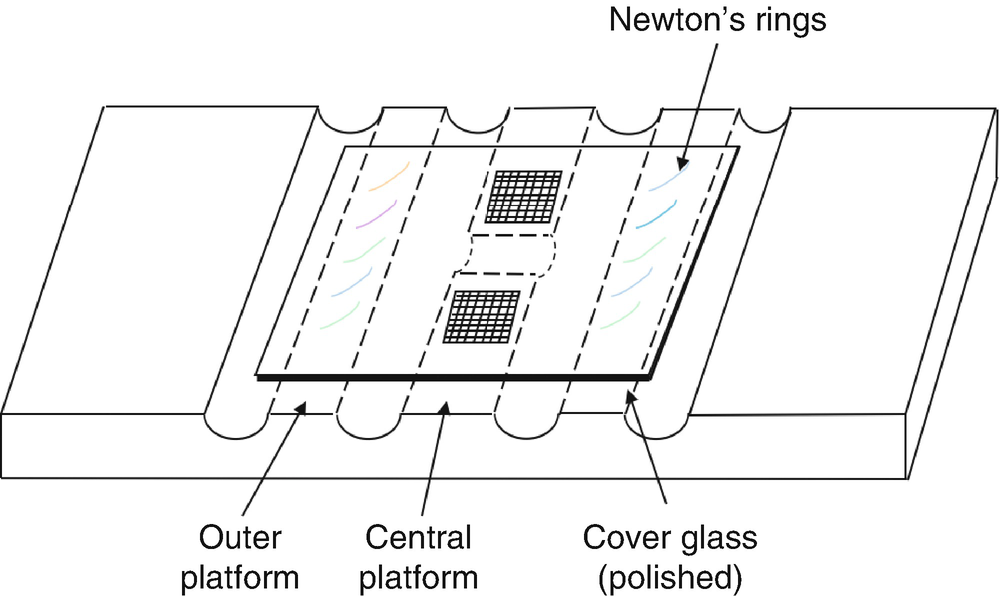 Newton’s rings
Outer
platform
Central
platform
Cover glass
(polished)